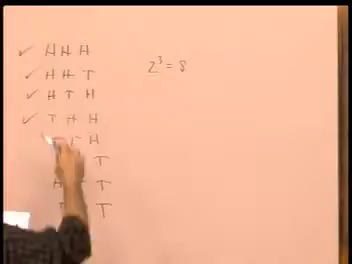 ✓ H H H
✓ H H T
✓ H T H
✓ T H H
T H
T
T
T
2³ = 8